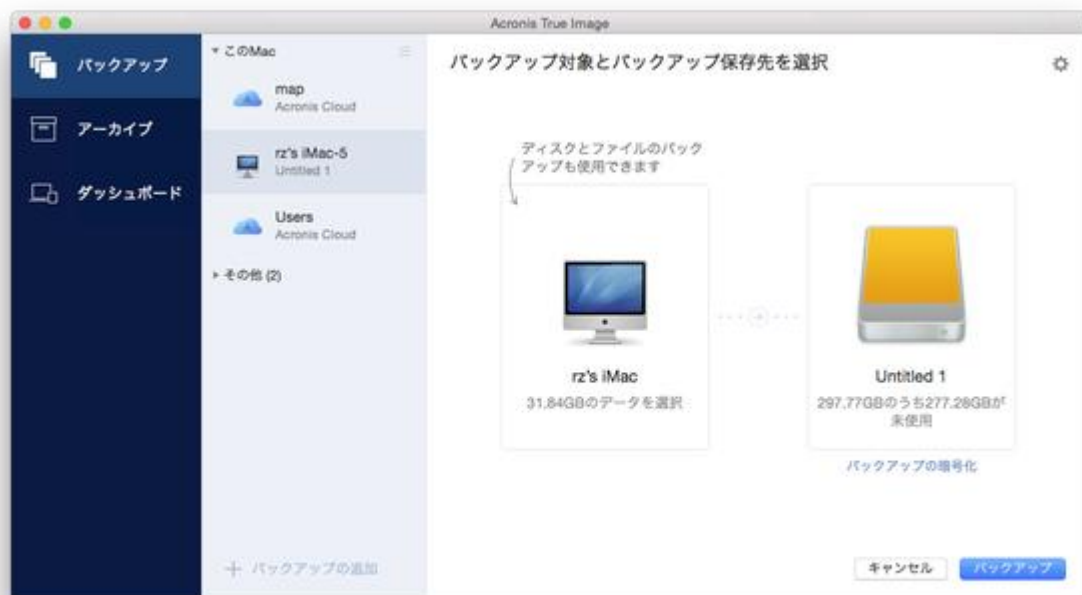 Acronis True Image
バックアップ
アーカイブ
ダッシュボード
このMac
map
Acronis Cloud
rz's iMac-5
Untitled 1
Users
Acronis Cloud
その他 (2)
バックアップの追加
バックアップ対象とバックアップ保存先を選択
ディスクとファイルのバック
アップも使用できます
rz's iMac
31.84GBのデータを選択
Untitled 1
297.77GBのうち277.28GBが
未使用
バックアップの暗号化
キャンセル
バックアップ